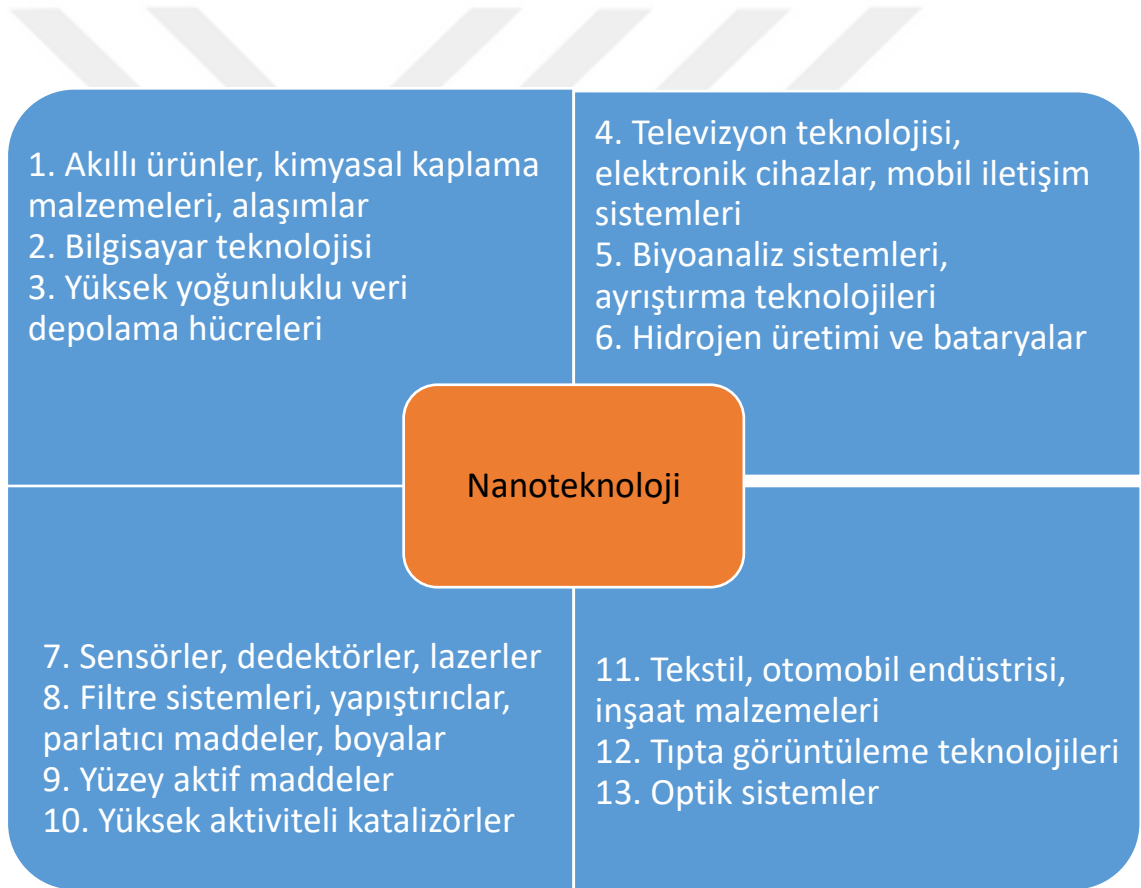 1. Akıllı ürünler, kimyasal kaplama
malzemeleri, alaşımlar
2. Bilgisayar teknolojisi
3. Yüksek yoğunluklu veri
depolama hücreleri
4. Televizyon teknolojisi,
elektronik cihazlar, mobil iletişim
sistemleri
5. Biyoanaliz sistemleri,
ayrıştırma teknolojileri
6. Hidrojen üretimi ve bataryalar
Nanoteknoloji
7. Sensörler, dedektörler, lazerler
8. Filtre sistemleri, yapıştırıclar,
parlatıcı maddeler, boyalar
9. Yüzey aktif maddeler
10. Yüksek aktiviteli katalizörler
11. Tekstil, otomobil endüstrisi,
inşaat malzemeleri
12. Tıpta görüntüleme teknolojileri
13. Optik sistemler